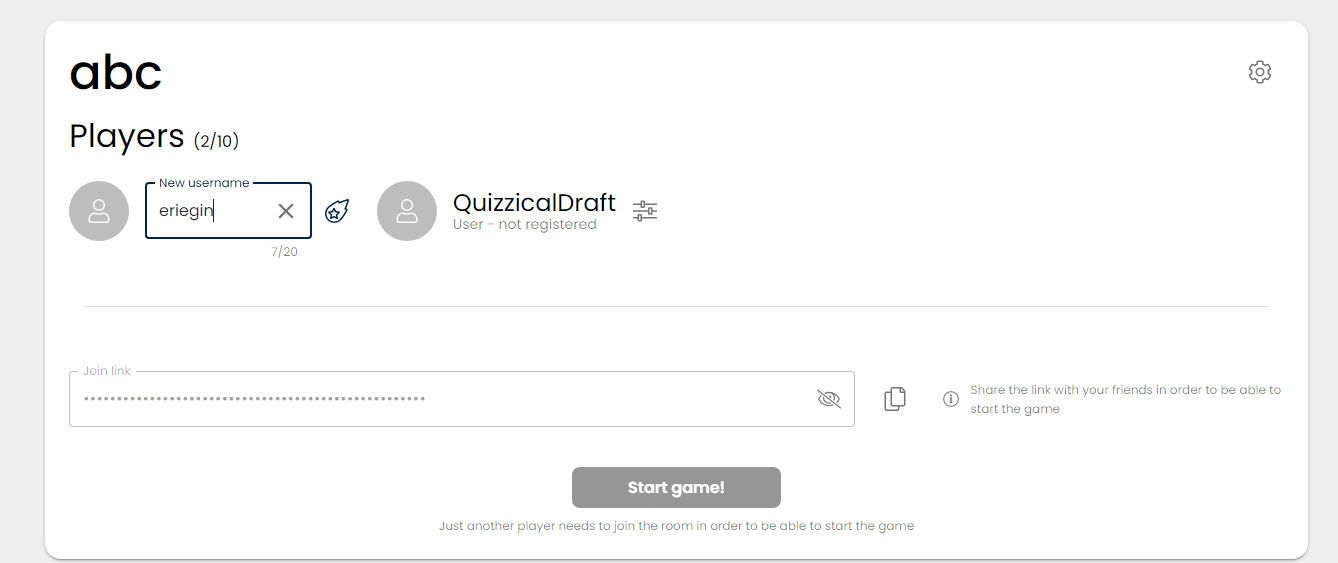 abc
Players (2/10)
New username
eriegin
7/20
QuizzicalDraft
User - not registered
Join link
Share the link with your friends in order to be able to
start the game
Start game!
Just another player needs to join the room in order to be able to start the game